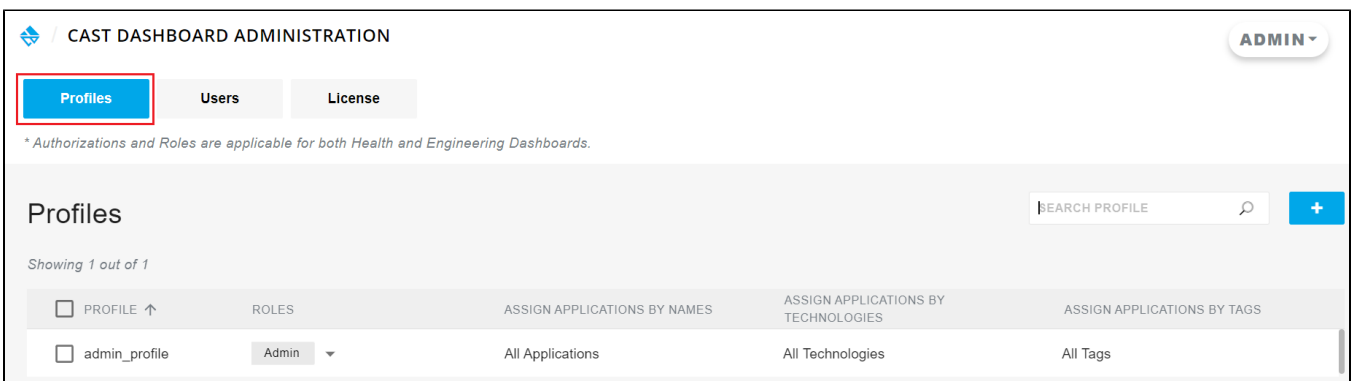 / CAST DASHBOARD ADMINISTRATION
ADMIN
Profiles Users License
* Authorizations and Roles are applicable for both Health and Engineering Dashboards.
Profiles
SEARCH PROFILE
+
Showing 1 out of 1
PROFILE ↑ ROLES ASSIGN APPLICATIONS BY NAMES ASSIGN APPLICATIONS BY TECHNOLOGIES ASSIGN APPLICATIONS BY TAGS
admin_profile Admin All Applications All Technologies All Tags